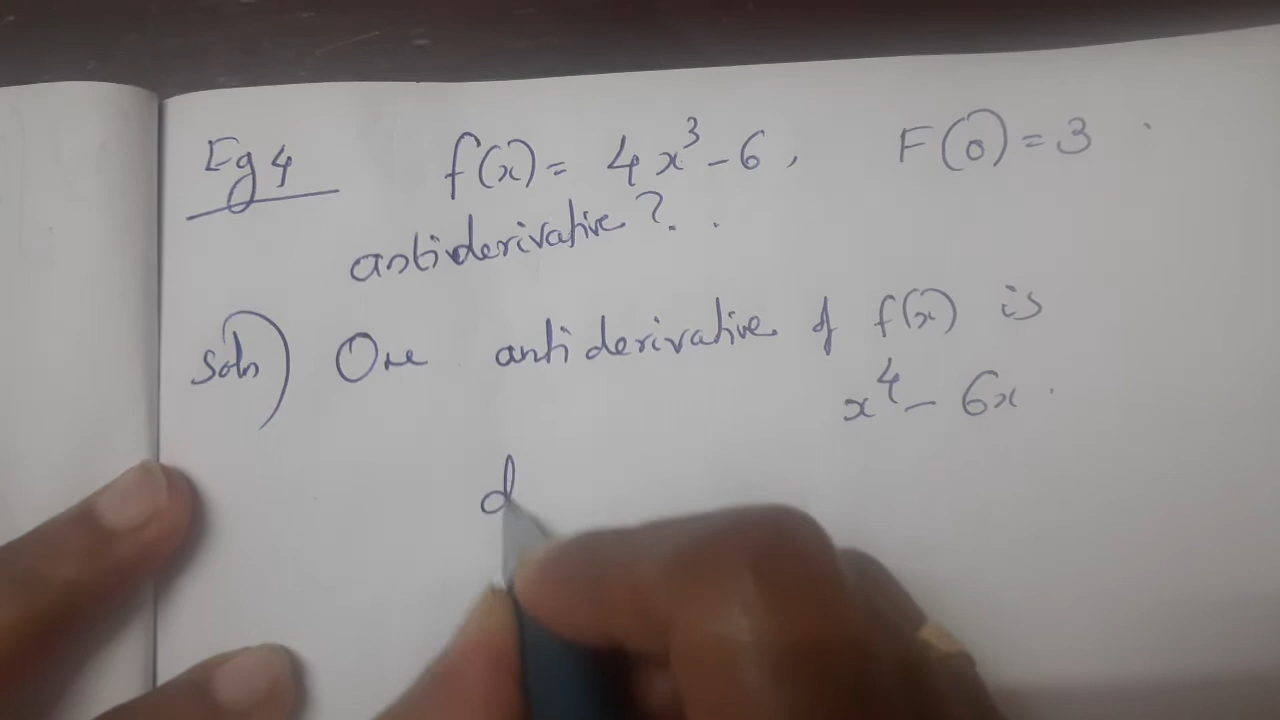 Eg 4 f(x) = 4x³ - 6, F(0) = 3.
antiderivative?..
Soln) One antiderivative of f(x) is
x⁴ - 6x.
d